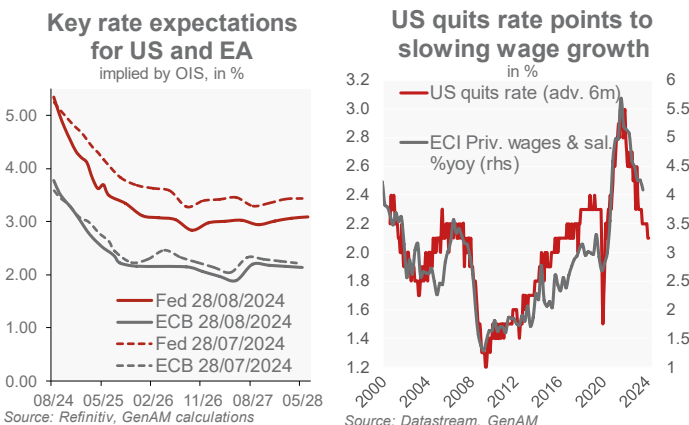 Key rate expectations
for US and EA
implied by OIS, in %
5.00
4.00
3.00
2.00
1.00
0.00
Fed 28/08/2024
ECB 28/08/2024
Fed 28/07/2024
ECB 28/07/2024
08/24 05/25 02/26 11/26 08/27 05/28
Source: Refinitiv, GenAM calculations
US quits rate points to
slowing wage growth
in %
3.2
3.0
2.8
2.6
2.4
2.2
2.0
1.8
1.6
1.4
1.2
US quits rate (adv. 6m)
ECI Priv. wages & sal.
%yoy (rhs)
6
5
5
4
4
3
3
2
2
1
1
2000 2004 2008 2012 2016 2020 2024
Source: Datastream, GenAM